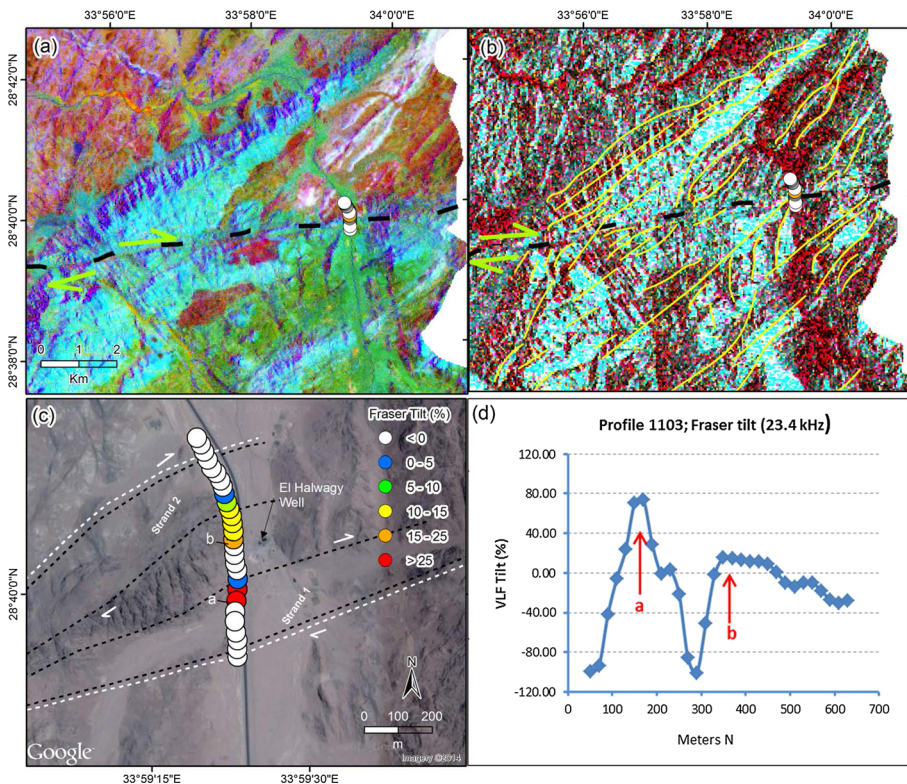 33°56'0"E 33°58'0"E 34°0'0"E
33°56'0"E 33°58'0"E 34°0'0"E
(a)
(b)
28°42'0"N
28°40'0"N
28°38'0"N
0 1 2
Km
(c)
Fraser Tilt (%)
< 0
0 - 5
5 - 10
10 - 15
15 - 25
> 25
El Halwagy
Well
Strand 2
b
a
Strand 1
28°40'0"N
N
0 100 200
m
Google
Imagery ©2014
33°59'15"E 33°59'30"E
(d)
Profile 1103; Fraser tilt (23.4 kHz)
VLF Tilt (%)
120.00
80.00
40.00
0.00
-40.00
-80.00
-120.00
a
b
0 100 200 300 400 500 600 700
Meters N